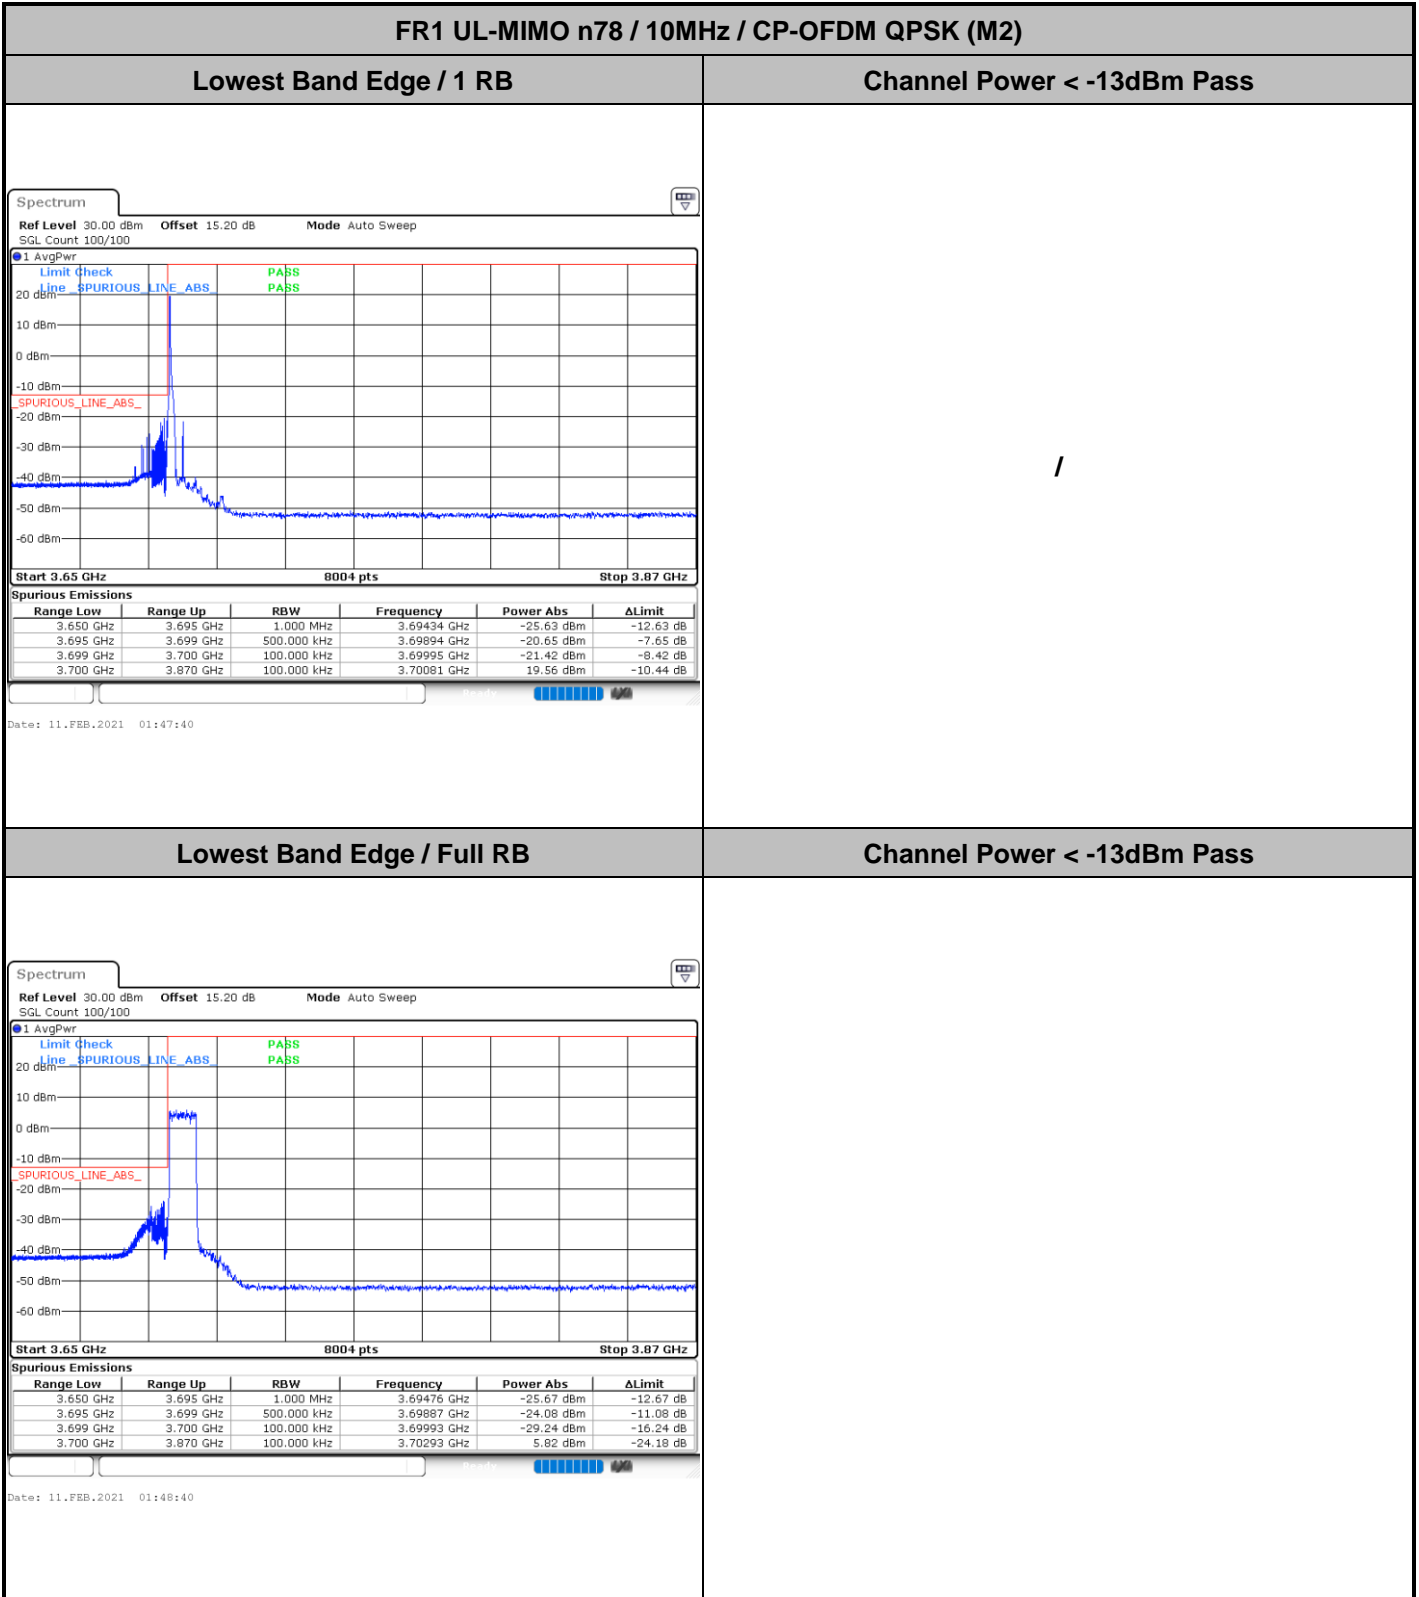 FR1 UL-MIMO n78 / 10MHz / CP-OFDM QPSK (M2)
Lowest Band Edge / 1 RB
Channel Power < -13dBm Pass
Spectrum
Ref Level 30.00 dBm Offset 15.20 dB Mode Auto Sweep
SGL Count 100/100
1 AvgPwr
Limit Check PASS
Line _SPURIOUS_LINE_ABS_ PASS
20 dBm
10 dBm
0 dBm
-10 dBm
_SPURIOUS_LINE_ABS_
-20 dBm
-30 dBm
-40 dBm
-50 dBm
-60 dBm
Start 3.65 GHz 8004 pts Stop 3.87 GHz
Spurious Emissions
Range Low Range Up RBW Frequency Power Abs ΔLimit
3.650 GHz 3.695 GHz 1.000 MHz 3.69434 GHz -25.63 dBm -12.63 dB
3.695 GHz 3.699 GHz 500.000 kHz 3.69894 GHz -20.65 dBm -7.65 dB
3.699 GHz 3.700 GHz 100.000 kHz 3.69995 GHz -21.42 dBm -8.42 dB
3.700 GHz 3.870 GHz 100.000 kHz 3.70081 GHz 19.56 dBm -10.44 dB
Ready
Date: 11.FEB.2021 01:47:40
/
Lowest Band Edge / Full RB
Channel Power < -13dBm Pass
Spectrum
Ref Level 30.00 dBm Offset 15.20 dB Mode Auto Sweep
SGL Count 100/100
1 AvgPwr
Limit Check PASS
Line _SPURIOUS_LINE_ABS_ PASS
20 dBm
10 dBm
0 dBm
-10 dBm
_SPURIOUS_LINE_ABS_
-20 dBm
-30 dBm
-40 dBm
-50 dBm
-60 dBm
Start 3.65 GHz 8004 pts Stop 3.87 GHz
Spurious Emissions
Range Low Range Up RBW Frequency Power Abs ΔLimit
3.650 GHz 3.695 GHz 1.000 MHz 3.69476 GHz -25.67 dBm -12.67 dB
3.695 GHz 3.699 GHz 500.000 kHz 3.69887 GHz -24.08 dBm -11.08 dB
3.699 GHz 3.700 GHz 100.000 kHz 3.69993 GHz -29.24 dBm -16.24 dB
3.700 GHz 3.870 GHz 100.000 kHz 3.70293 GHz 5.82 dBm -24.18 dB
Ready
Date: 11.FEB.2021 01:48:40